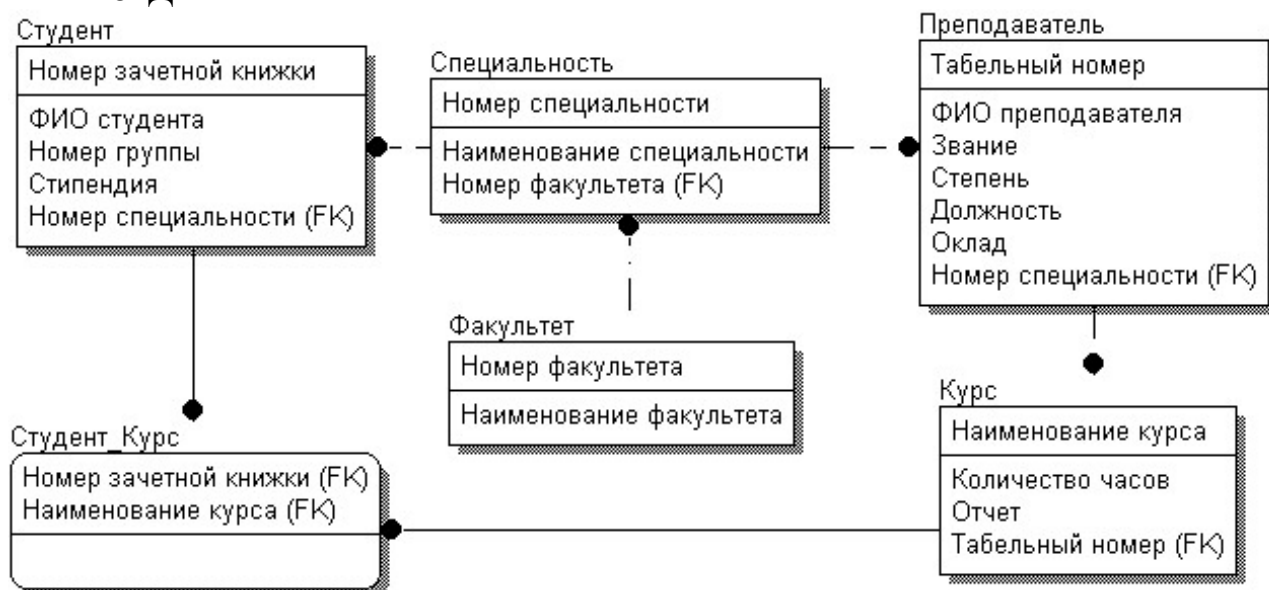 Студент
Номер зачетной книжки
ФИО студента
Номер группы
Стипендия
Номер специальности (FK)
Специальность
Номер специальности
Наименование специальности
Номер факультета (FK)
Преподаватель
Табельный номер
ФИО преподавателя
Звание
Степень
Должность
Оклад
Номер специальности (FK)
Факультет
Номер факультета
Наименование факультета
Студент_Курс
Номер зачетной книжки (FK)
Наименование курса (FK)
Курс
Наименование курса
Количество часов
Отчет
Табельный номер (FK)